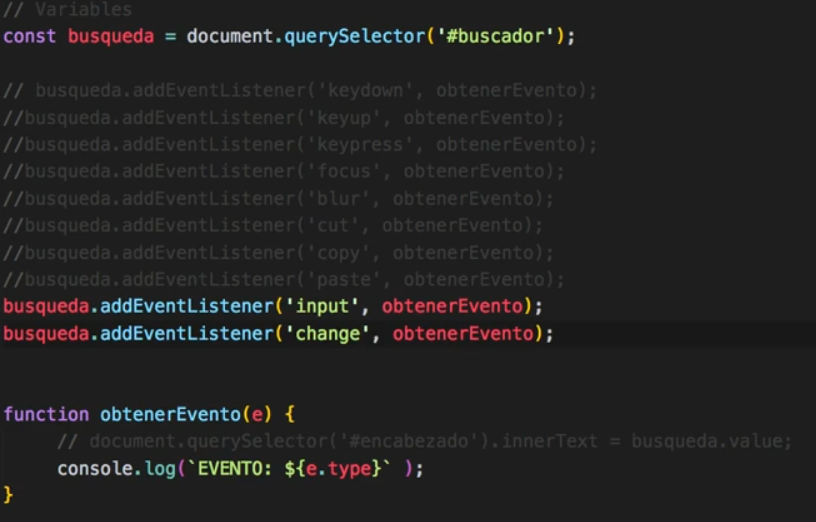 // Variables
const busqueda = document.querySelector('#buscador');
// busqueda.addEventListener('keydown', obtenerEvento);
//busqueda.addEventListener('keyup', obtenerEvento);
//busqueda.addEventListener('keypress', obtenerEvento);
//busqueda.addEventListener('focus', obtenerEvento);
//busqueda.addEventListener('blur', obtenerEvento);
//busqueda.addEventListener('cut', obtenerEvento);
//busqueda.addEventListener('copy', obtenerEvento);
//busqueda.addEventListener('paste', obtenerEvento);
busqueda.addEventListener('input', obtenerEvento);
busqueda.addEventListener('change', obtenerEvento);
function obtenerEvento(e) {
// document.querySelector('#encabezado').innerText = busqueda.value;
console.log(`EVENTO: ${e.type}` );
}